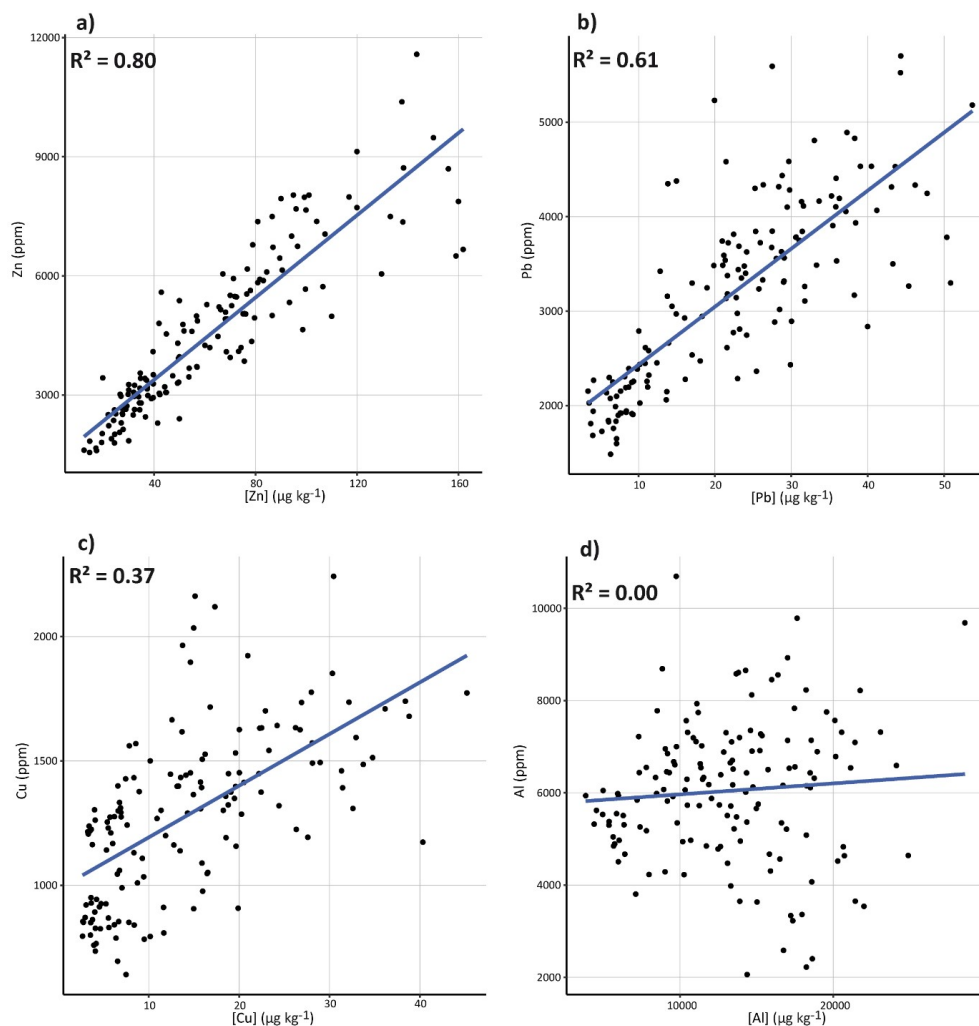 a)
R² = 0.80
12000
9000
6000
3000
Zn (ppm)
40
80
120
160
[Zn] (µg kg⁻¹)
b)
R² = 0.61
5000
4000
3000
2000
Pb (ppm)
10
20
30
40
50
[Pb] (µg kg⁻¹)
c)
R² = 0.37
2000
1500
1000
Cu (ppm)
10
20
30
40
[Cu] (µg kg⁻¹)
d)
R² = 0.00
10000
8000
6000
4000
2000
Al (ppm)
10000
20000
[Al] (µg kg⁻¹)